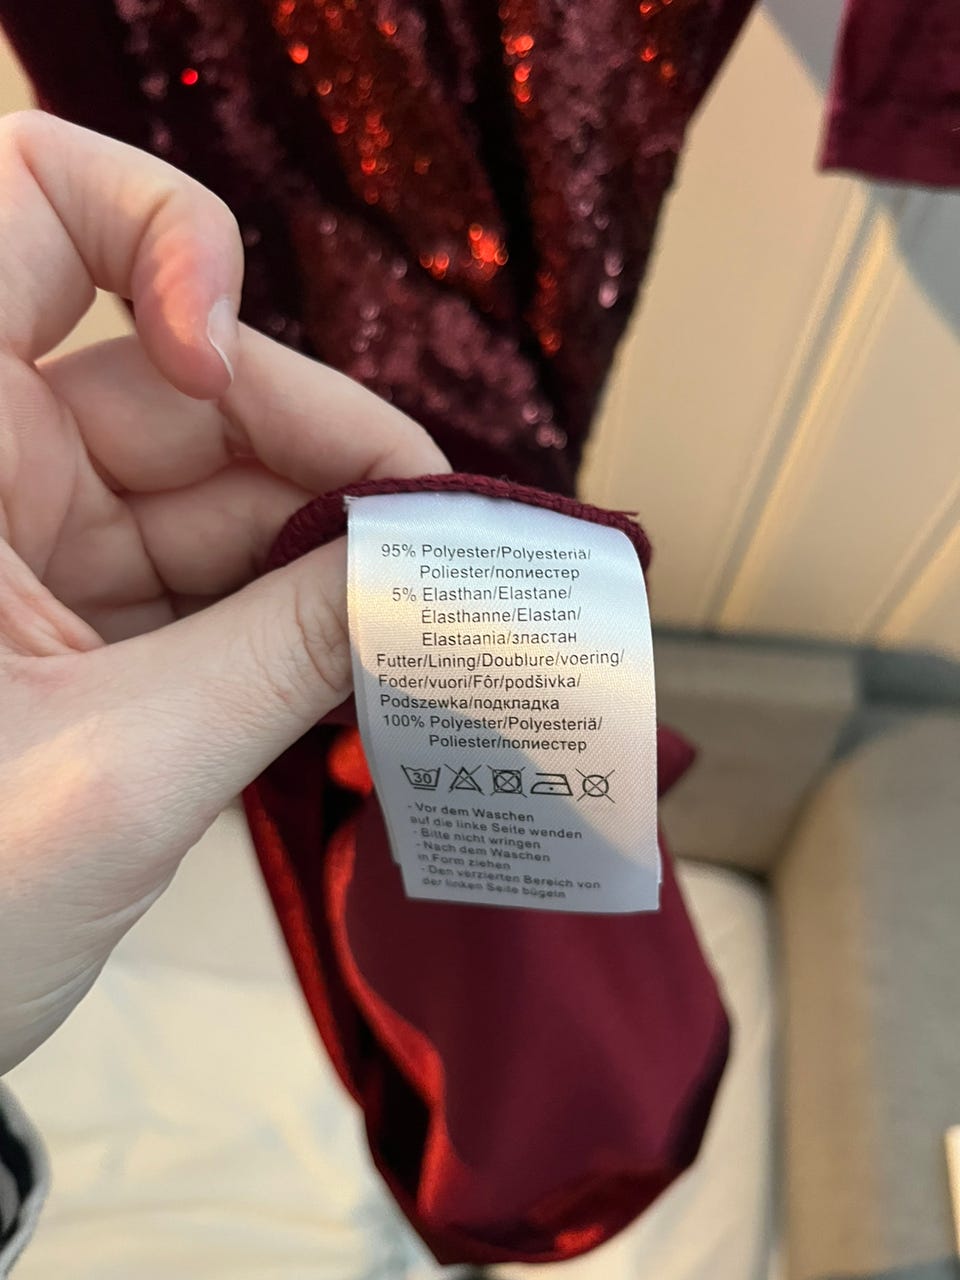 95% Polyester/Polyesteriä/
Poliester/полиестер
5% Elasthan/Elastane/
Élasthanne/Elastan/
Elastaania/зластан
Futter/Lining/Doublure/voering/
Foder/vuori/Fôr/podšívka/
Podszewka/подкладка
100% Polyester/Polyesteriä/
Poliester/полиестер
30
- Vor dem Waschen
auf die linke Seite wenden
- Bitte nicht wringen
- Nach dem Waschen
in Form ziehen
- Den verzierten Bereich von
der linken Seite bügeln